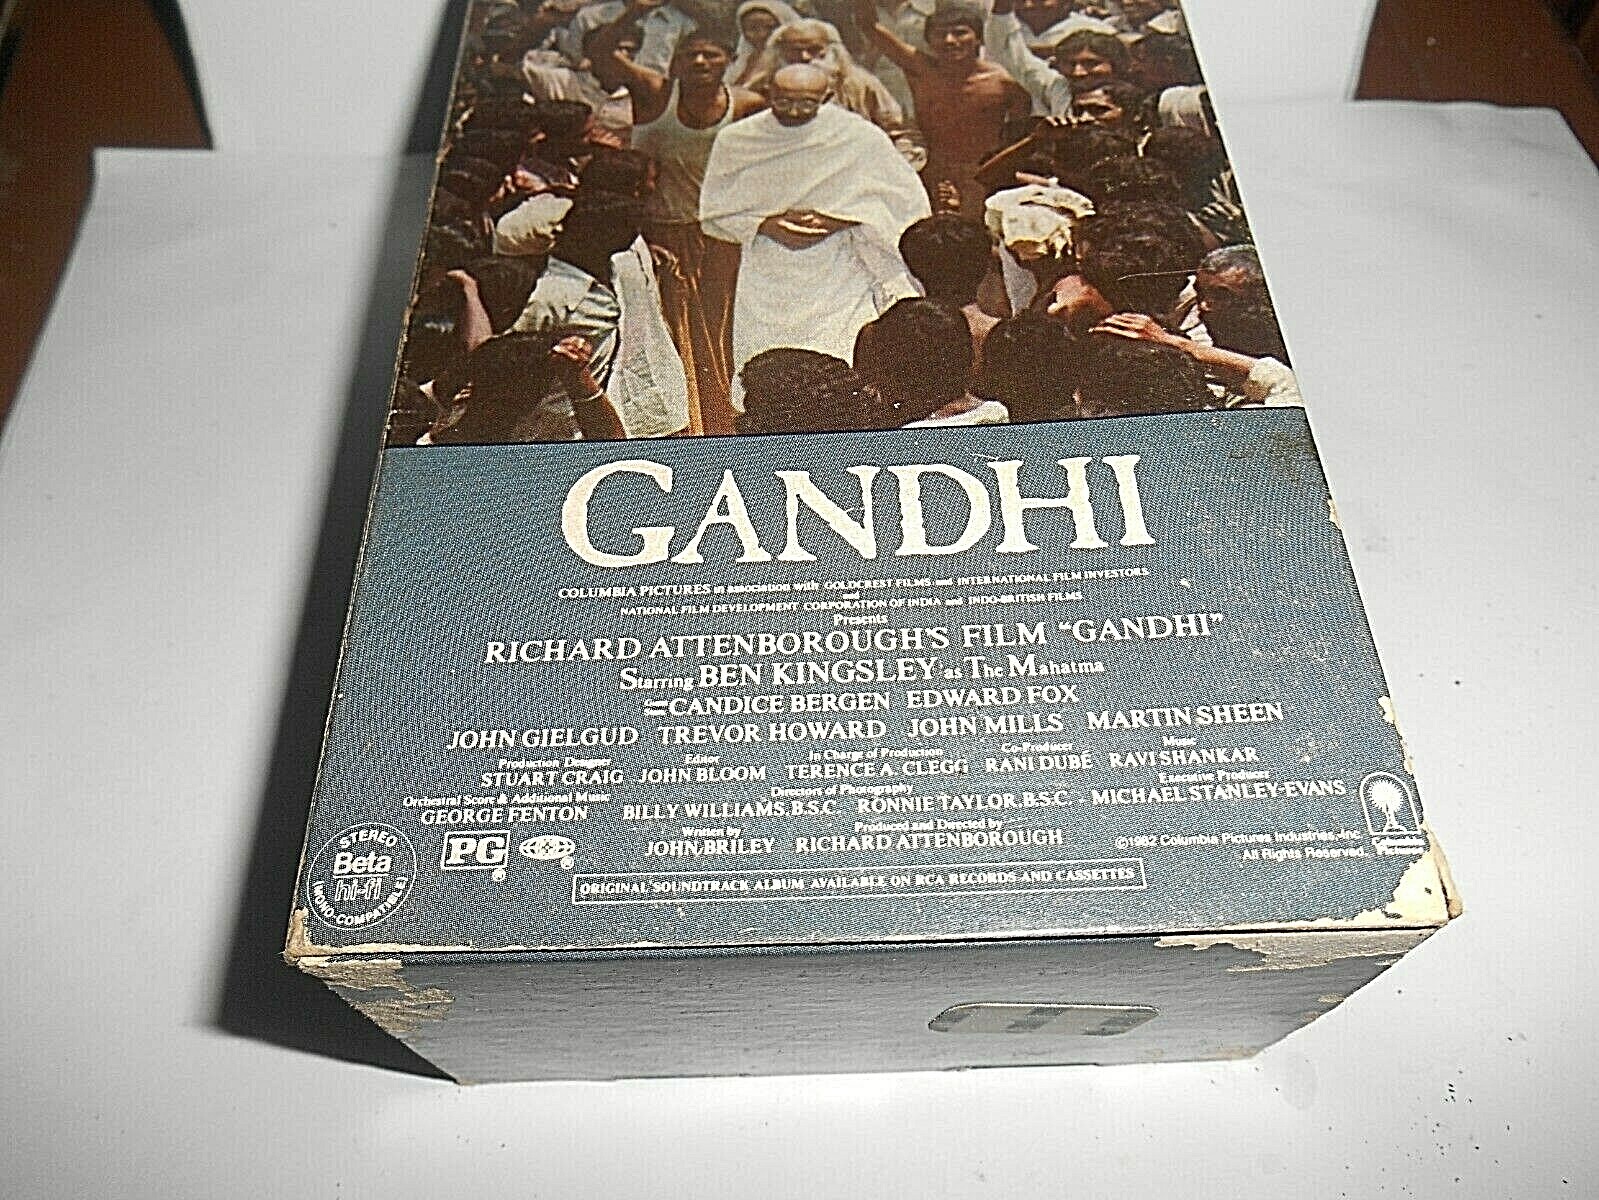 GANDHI
COLUMBIA PICTURES in association with GOLDCREST FILMS and INTERNATIONAL FILM INVESTORS
and
NATIONAL FILM DEVELOPMENT CORPORATION OF INDIA and INDO-BRITISH FILMS
Presents
RICHARD ATTENBOROUGH'S FILM "GANDHI"
Starring BEN KINGSLEY as The Mahatma
CANDICE BERGEN EDWARD FOX
JOHN GIELGUD TREVOR HOWARD JOHN MILLS MARTIN SHEEN
Production Designer Editor In Charge of Production Co-Producer Music
STUART CRAIG JOHN BLOOM TERENCE A. CLEGG RANI DUBÉ RAVI SHANKAR
Orchestral Score & Additional Music Directors of Photography Executive Producer
GEORGE FENTON BILLY WILLIAMS, B.S.C. RONNIE TAYLOR, B.S.C. MICHAEL STANLEY-EVANS
Written by Produced and Directed by
JOHN BRILEY RICHARD ATTENBOROUGH
©1982 Columbia Pictures Industries, Inc.
All Rights Reserved.
STEREO
Beta
hi-fi
(MONO-COMPATIBLE)
PG ®
®
ORIGINAL SOUNDTRACK ALBUM AVAILABLE ON RCA RECORDS AND CASSETTES